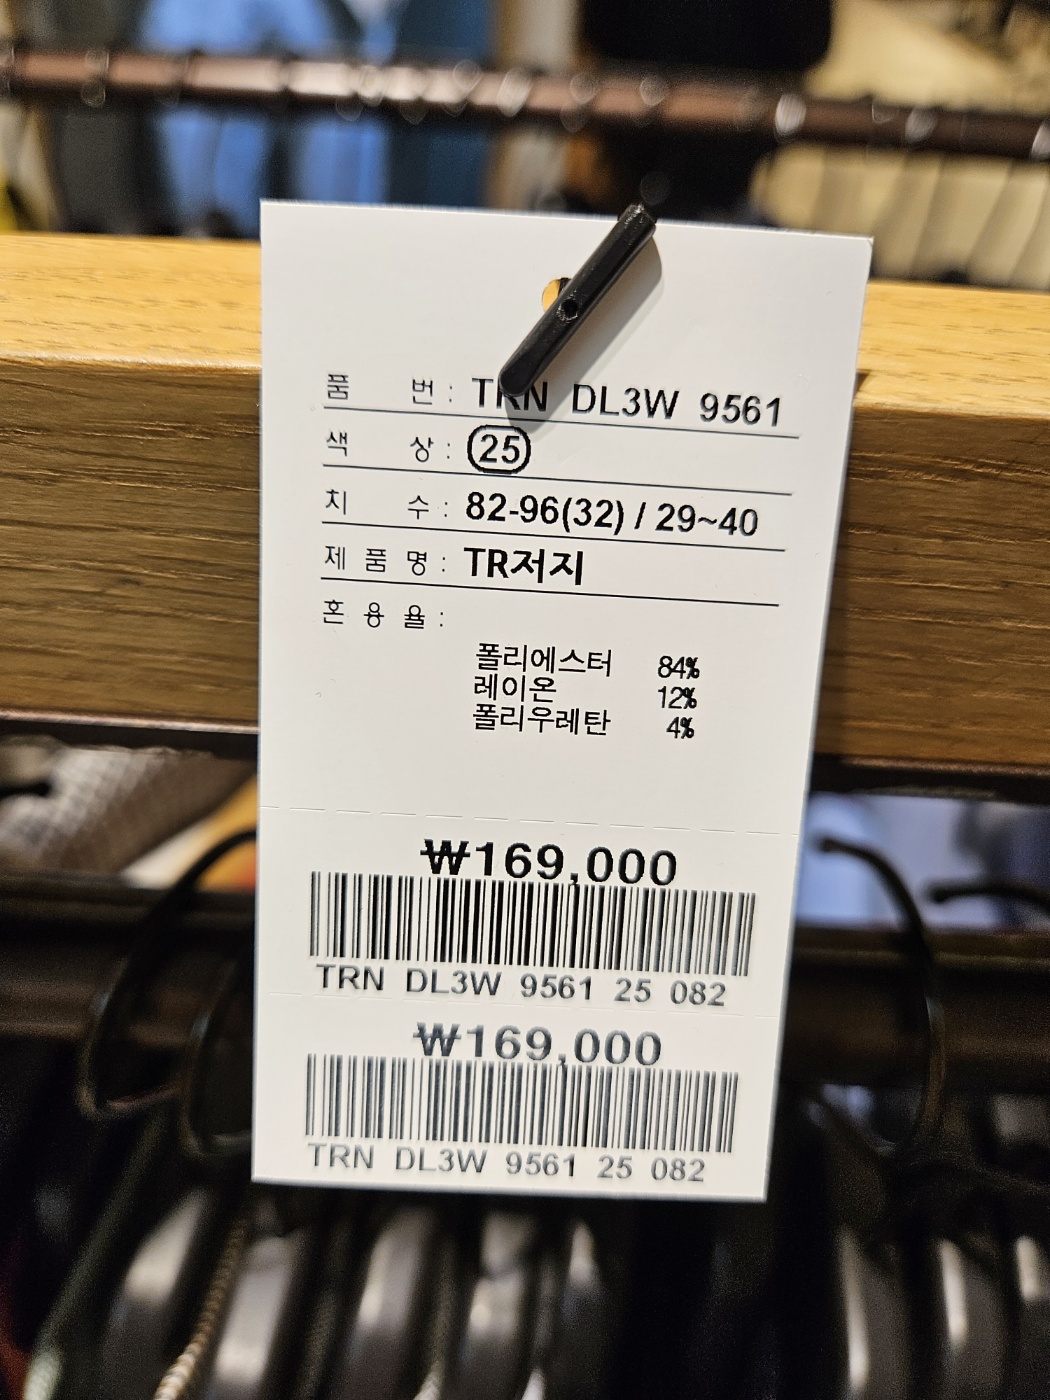 품 번 : TRN DL3W 9561
색 상 : 25
치 수 : 82-96(32) / 29~40
제 품 명 : TR저지
혼 용 율 :
폴리에스터 84%
레이온 12%
폴리우레탄 4%
₩169,000
TRN DL3W 9561 25 082
₩169,000
TRN DL3W 9561 25 082